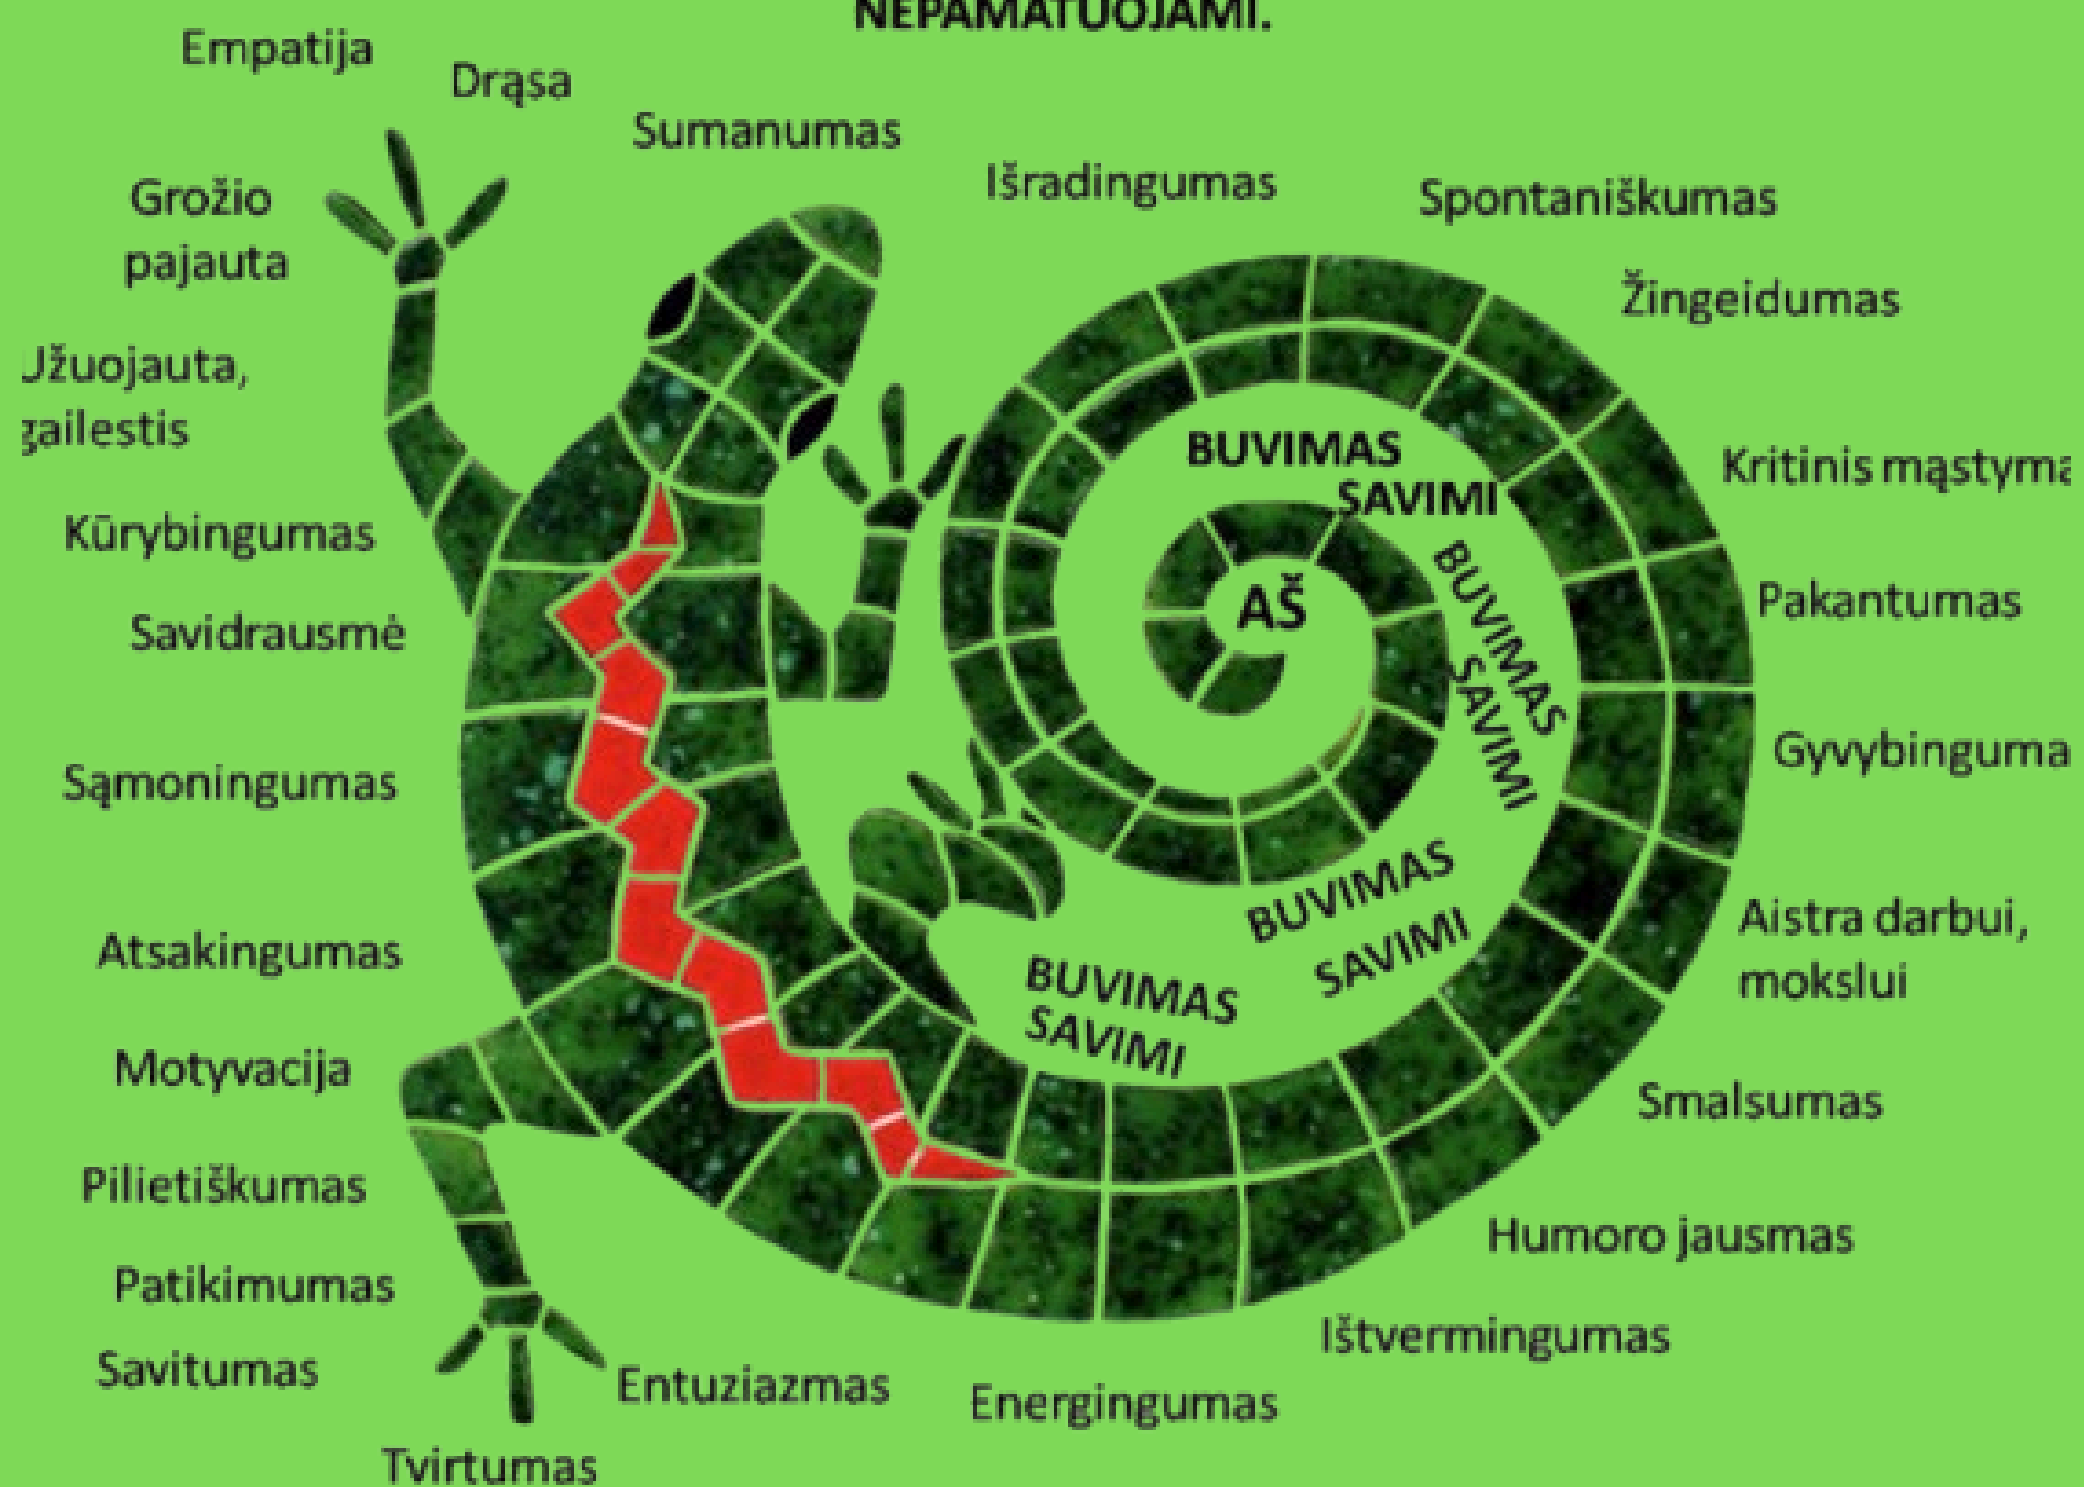 NEPAMATUOJAMI.
Empatija
Drąsa
Sumanumas
Išradingumas
Spontaniškumas
Grožio
pajauta
Žingeidumas
Užuojauta,
gailestis
Kritinis mąstyma
Kūrybingumas
Pakantumas
Savidrausmė
Gyvybinguma
Sąmoningumas
Aistra darbui,
mokslui
Atsakingumas
Motyvacija
Smalsumas
Pilietiškumas
Humoro jausmas
Patikimumas
Ištvermingumas
Savitumas
Entuziazmas
Energingumas
Tvirtumas
BUVIMAS
SAVIMI
AŠ
BUVIMAS
SAVIMI
BUVIMAS
SAVIMI
BUVIMAS
SAVIMI